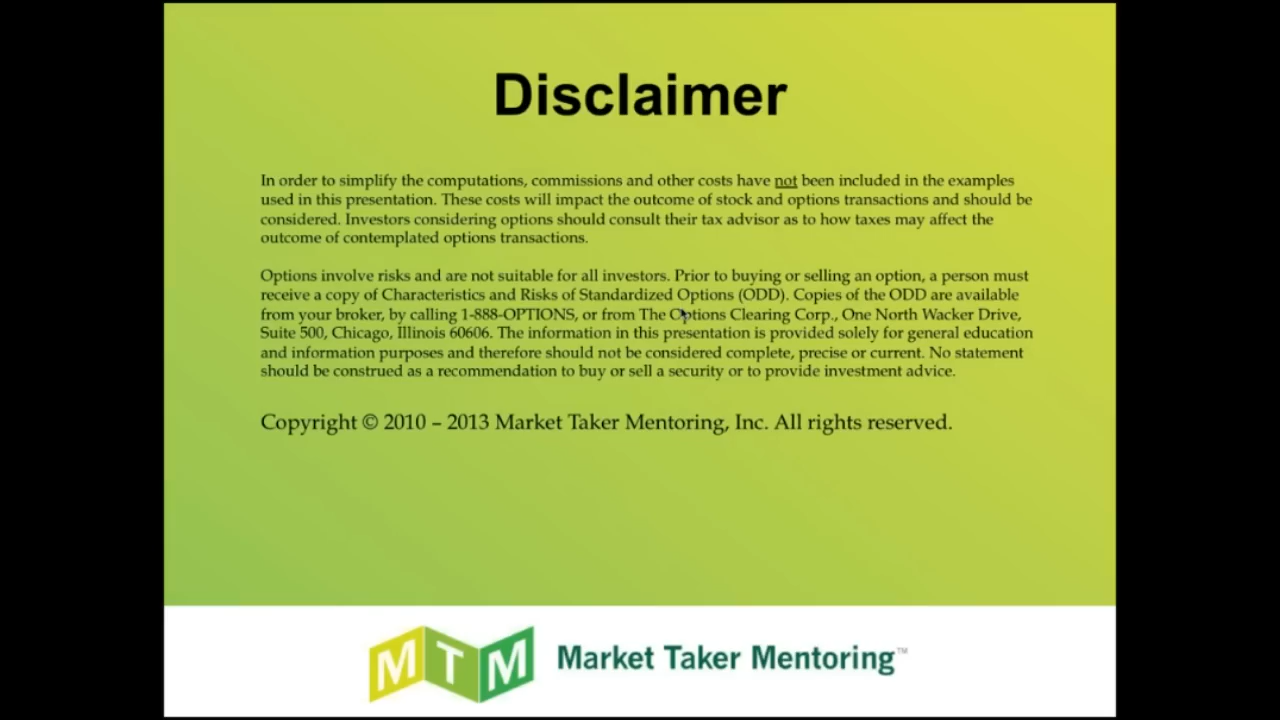 Disclaimer
In order to simplify the computations, commissions and other costs have not been included in the examples
used in this presentation. These costs will impact the outcome of stock and options transactions and should be
considered. Investors considering options should consult their tax advisor as to how taxes may affect the
outcome of contemplated options transactions.
Options involve risks and are not suitable for all investors. Prior to buying or selling an option, a person must
receive a copy of Characteristics and Risks of Standardized Options (ODD). Copies of the ODD are available
from your broker, by calling 1-888-OPTIONS, or from The Options Clearing Corp., One North Wacker Drive,
Suite 500, Chicago, Illinois 60606. The information in this presentation is provided solely for general education
and information purposes and therefore should not be considered complete, precise or current. No statement
should be construed as a recommendation to buy or sell a security or to provide investment advice.
Copyright © 2010 – 2013 Market Taker Mentoring, Inc. All rights reserved.
MTM Market Taker Mentoring™